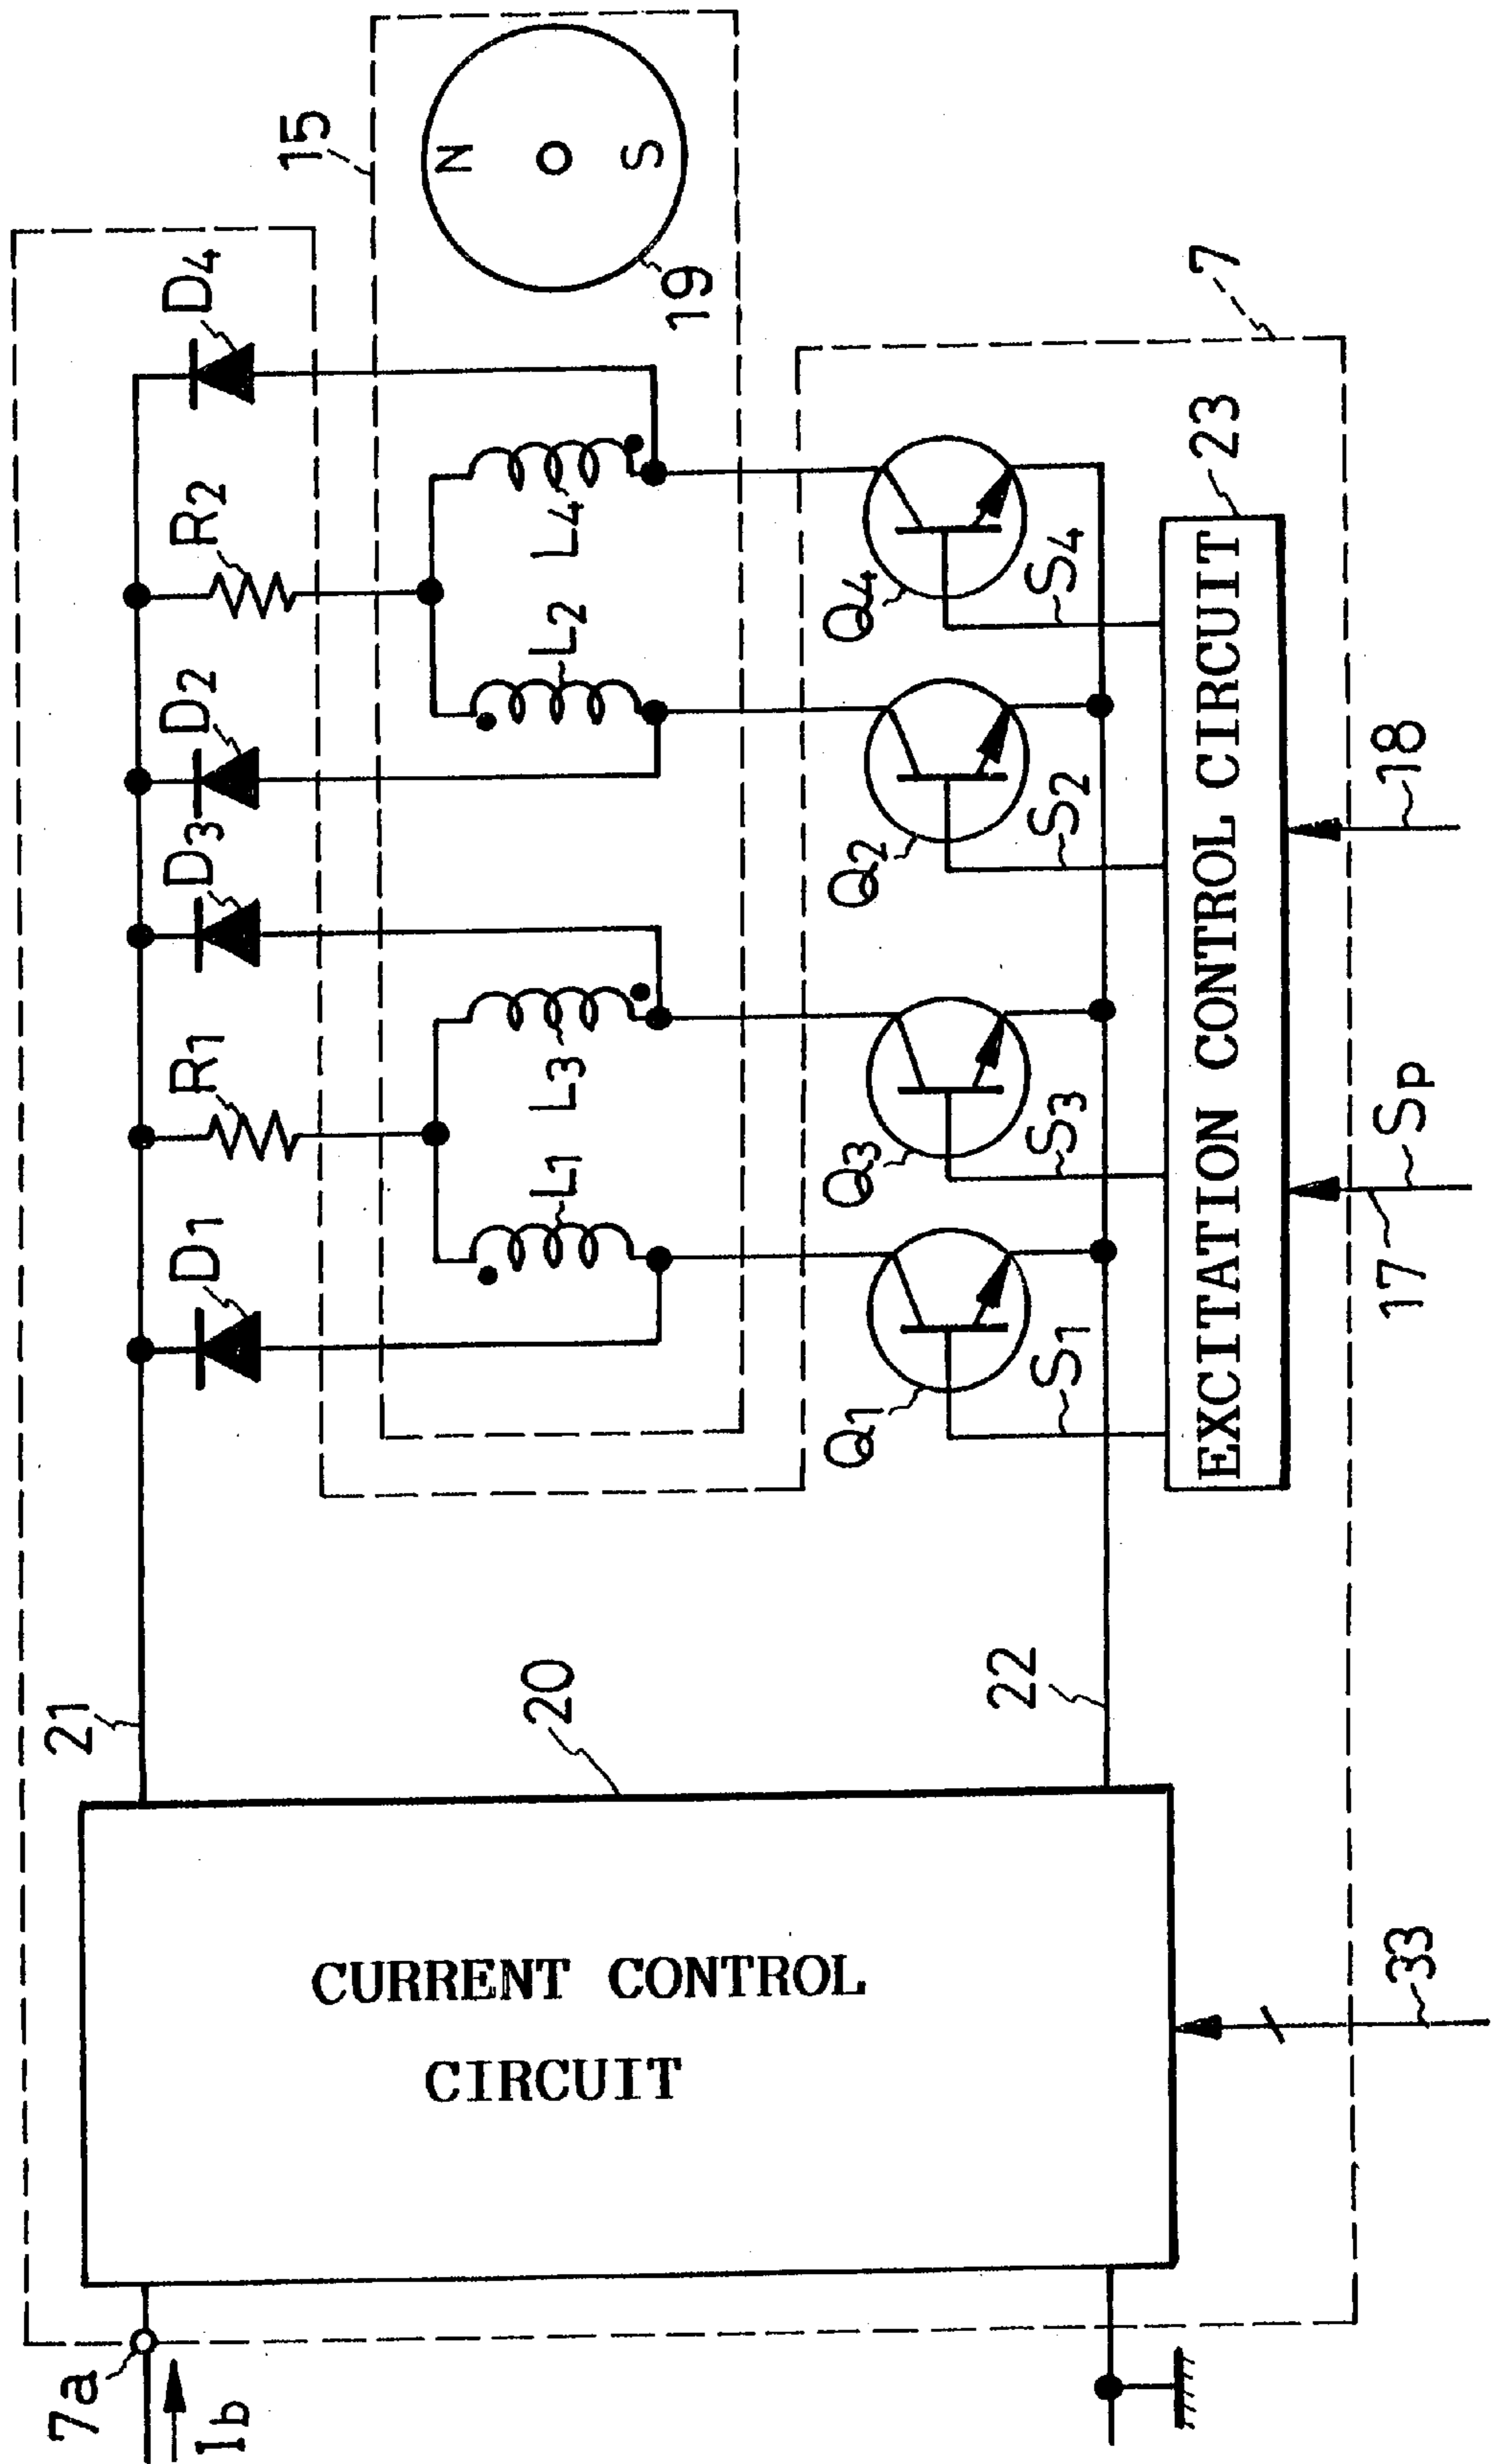 15
D1
R1
D3
D2
R2
D4
21
7a
Ib
L1
L3
L2
L4
N
S
19
20
CURRENT CONTROL
CIRCUIT
Q1
Q3
Q2
Q4
7
S1
S3
S2
S4
22
23
EXCITATION CONTROL CIRCUIT
33
17
Sp
18